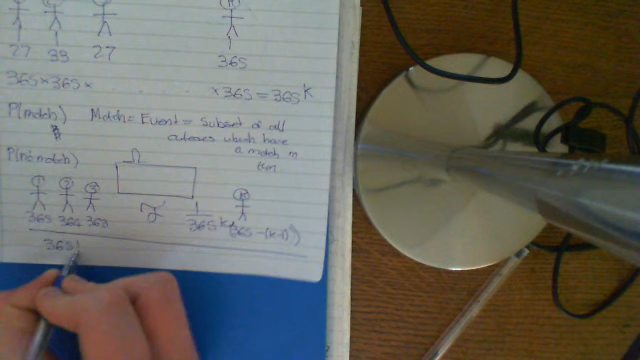 27 33 27 365
365 x 365 x . . . . . x 365 = 365 K
P(match) Match = Event = Subset of all
outcomes which have
a match in
them
P(no match)
365 364 363 1 365 K 365 - (k-1)
365!